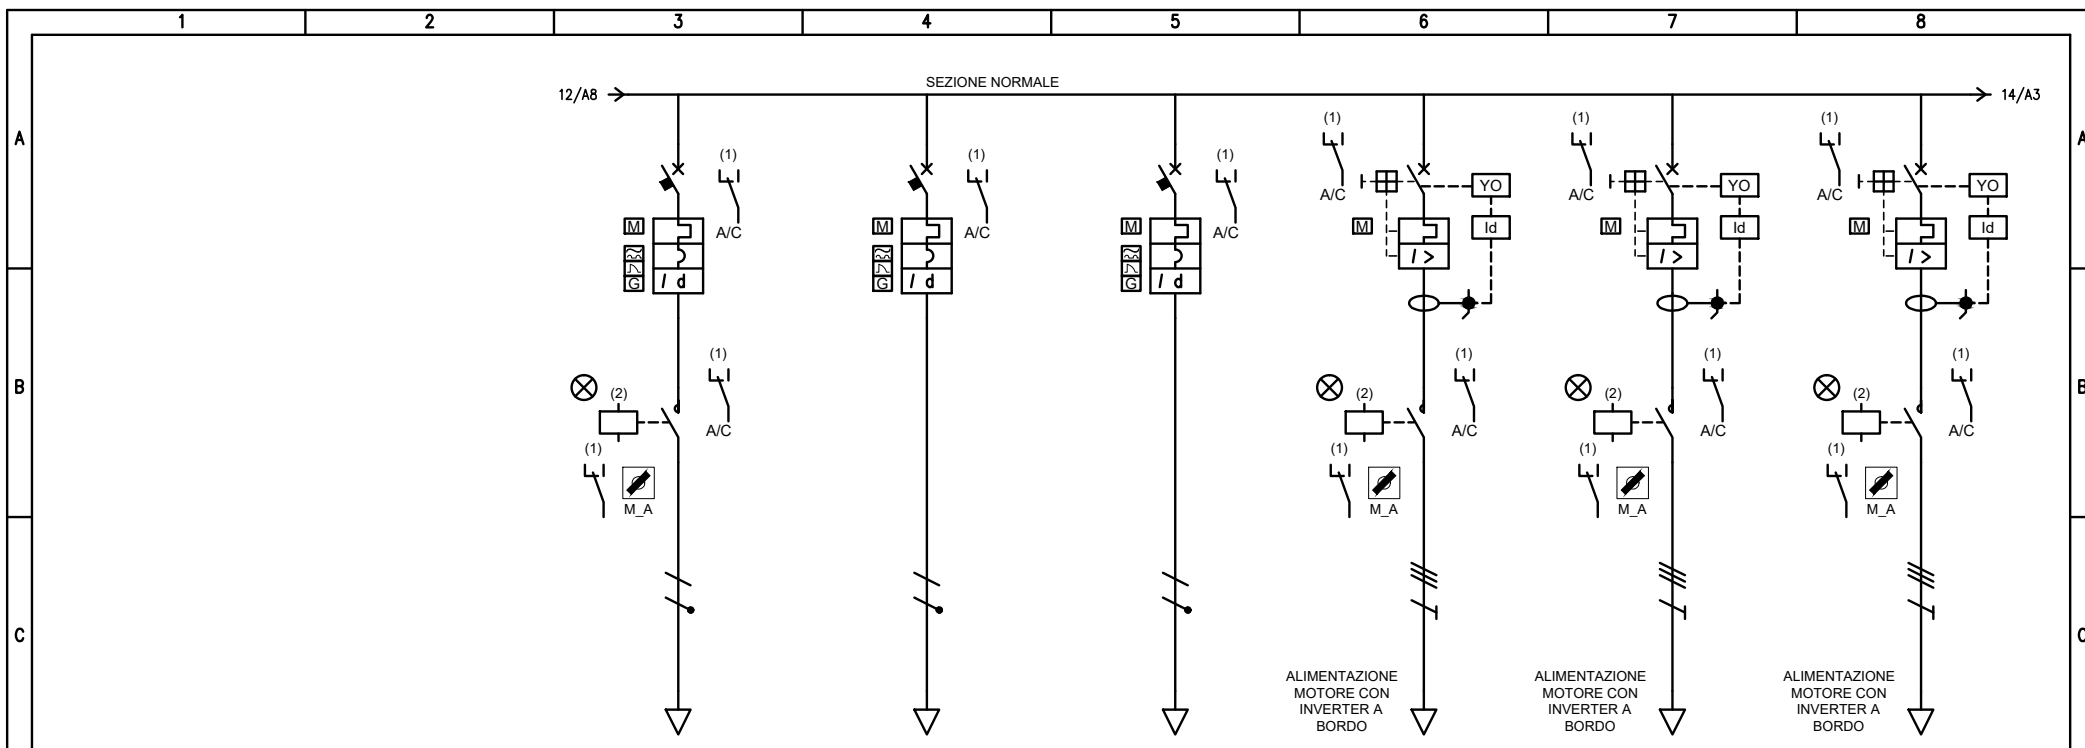 1 2 3 4 5 6 7 8
SEZIONE NORMALE
12/A8 14/A3
A A
(1) (1) (1)
(1) (1) (1)
YO YO YO
A/C A/C A/C
M M M M M M
A/C A/C A/C
Id Id Id
I > I > I >
G I d G I d G I d
(1) (1) (1) (1)
B B
(2) (2) (2) (2)
A/C A/C A/C A/C
(1) (1) (1) (1)
M_A M_A M_A M_A
C C
ALIMENTAZIONE
MOTORE CON
INVERTER A
BORDO
ALIMENTAZIONE
MOTORE CON
INVERTER A
BORDO
ALIMENTAZIONE
MOTORE CON
INVERTER A
BORDO